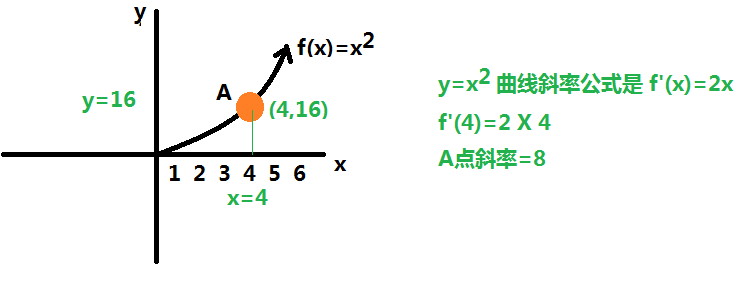 y
f(x)=x²
y=16
A
(4,16)
1 2 3 4 5 6
x
x=4
y=x² 曲线斜率公式是 f'(x)=2x
f'(4)=2 X 4
A点斜率=8